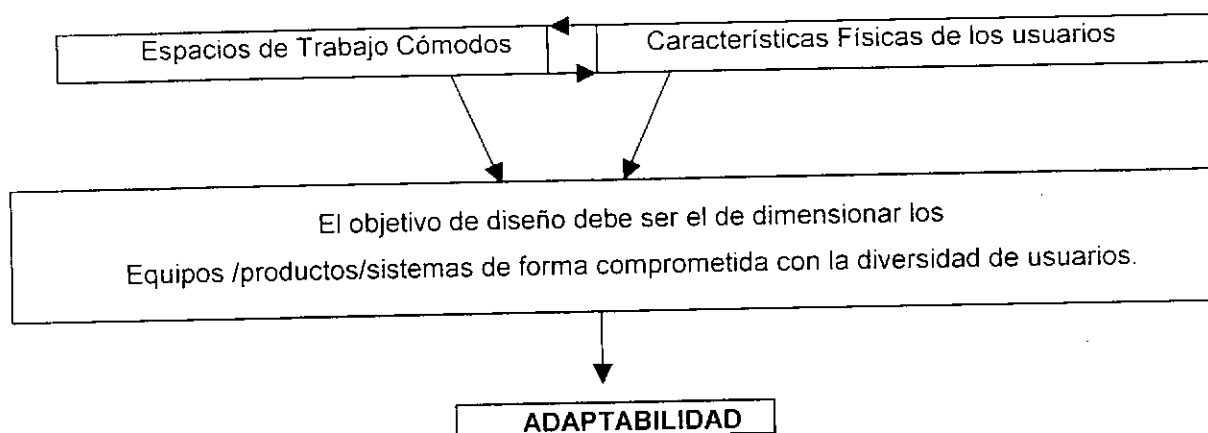 Espacios de Trabajo Cómodos
Características Físicas de los usuarios
El objetivo de diseño debe ser el de dimensionar los
Equipos /productos/sistemas de forma comprometida con la diversidad de usuarios.
ADAPTABILIDAD